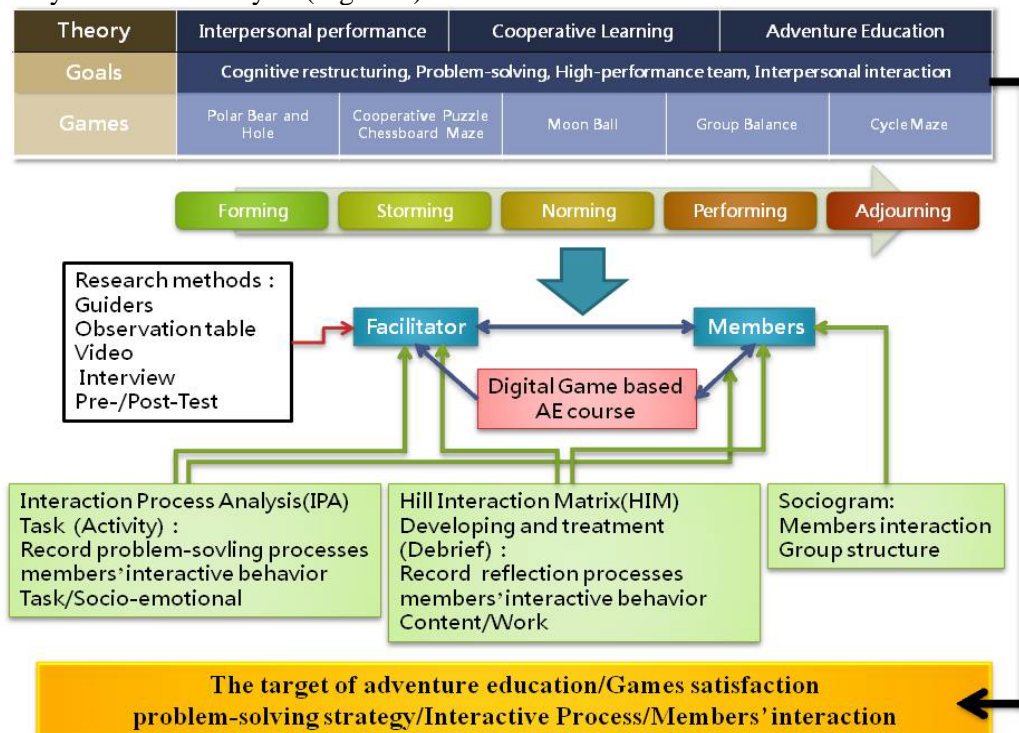 Theory
Interpersonal performance
Cooperative Learning
Adventure Education
Goals
Cognitive restructuring, Problem-solving, High-performance team, Interpersonal interaction
Games
Polar Bear and
Hole
Cooperative Puzzle
Chessboard Maze
Moon Ball
Group Balance
Cycle Maze
Forming
Storming
Norming
Performing
Adjourning
Research methods :
Guiders
Observation table
Video
Interview
Pre-/Post-Test
Facilitator
Members
Digital Game based
AE course
Interaction Process Analysis(IPA)
Task (Activity) :
Record problem-sovling processes
members' interactive behavior
Task/Socio-emotional
Hill Interaction Matrix(HIM)
Developing and treatment
(Debrief) :
Record reflection processes
members' interactive behavior
Content/Work
Sociogram:
Members interaction
Group structure
The target of adventure education/Games satisfaction
problem-solving strategy/Interactive Process/Members' interaction